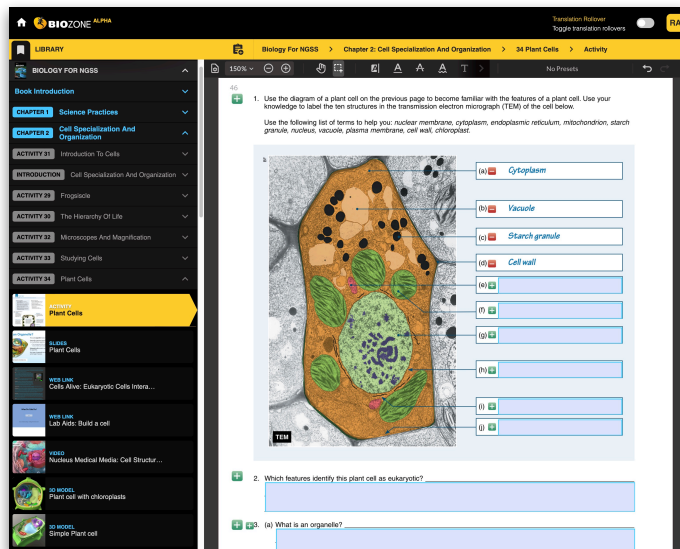 BIOZONE ALPHA
Translation Rollover
Toggle translation rollovers
RA
LIBRARY
Biology For NGSS > Chapter 2: Cell Specialization And Organization > 34 Plant Cells > Activity
BIOLOGY FOR NGSS
150%
A
A
A
T
No Presets
Book Introduction
CHAPTER 1 Science Practices
CHAPTER 2 Cell Specialization And
Organization
ACTIVITY 31 Introduction To Cells
INTRODUCTION Cell Specialization And Organization
ACTIVITY 29 Frogsiscle
ACTIVITY 30 The Hierarchy Of Life
ACTIVITY 32 Microscopes And Magnification
ACTIVITY 33 Studying Cells
ACTIVITY 34 Plant Cells
ACTIVITY
Plant Cells
SLIDES
Plant Cells
WEB LINK
Cells Alive: Eukaryotic Cells Intera...
WEB LINK
Lab Aids: Build a cell
VIDEO
Nucleus Medical Media: Cell Structur...
3D MODEL
Plant cell with chloroplasts
3D MODEL
Simple Plant cell
46
1. Use the diagram of a plant cell on the previous page to become familiar with the features of a plant cell. Use your
knowledge to label the ten structures in the transmission electron micrograph (TEM) of the cell below.
Use the following list of terms to help you: nuclear membrane, cytoplasm, endoplasmic reticulum, mitochondrion, starch
granule, nucleus, vacuole, plasma membrane, cell wall, chloroplast.
(a) Cytoplasm
(b) Vacuole
(c) Starch granule
(d) Cell wall
(e)
(f)
(g)
(h)
(i)
(j)
TEM
2. Which features identify this plant cell as eukaryotic?
3. (a) What is an organelle?